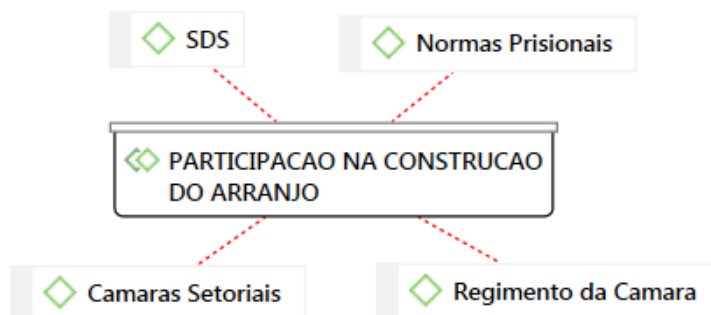 SDS
Normas Prisionais
PARTICIPACAO NA CONSTRUCAO
DO ARRANJO
Camaras Setoriais
Regimento da Camara